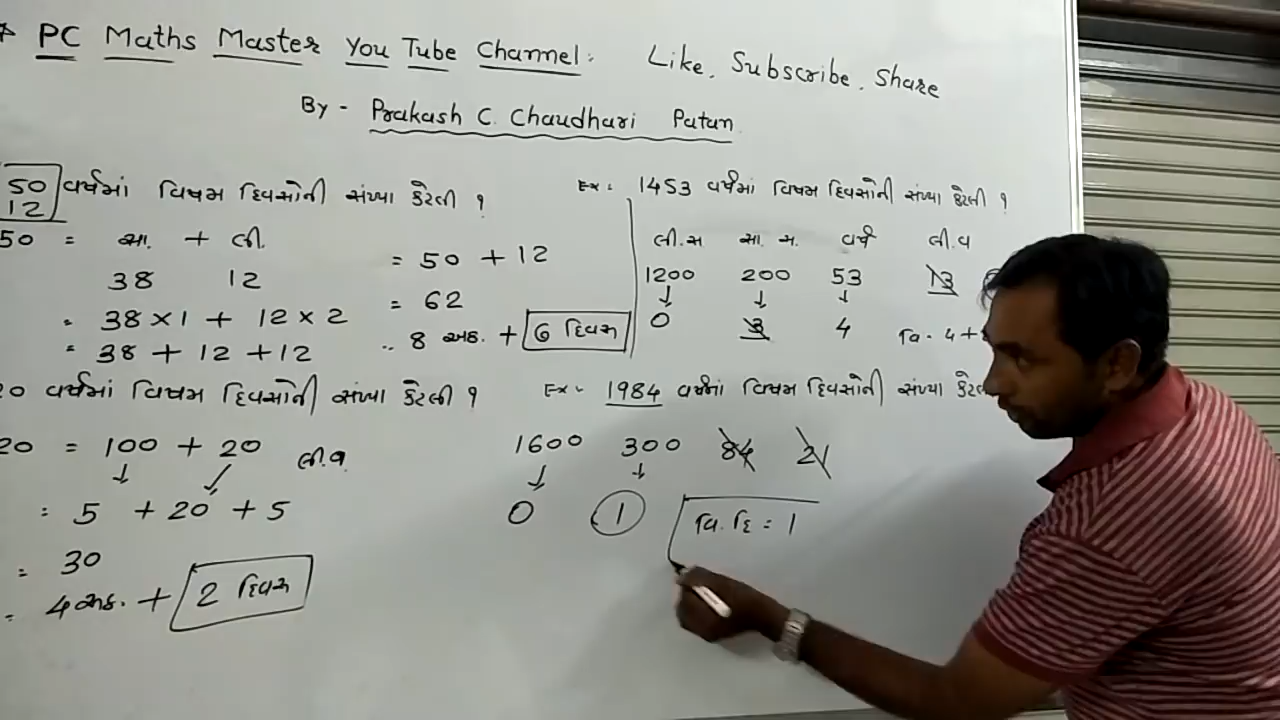 PC Maths Master You Tube Channel : Like, Subscribe, Share
By - Prakash C. Chaudhari Patan
50 વર્ષમાં વિષમ દિવસોની સંખ્યા કેટલી ?
12
50 = સા. + લી.
38 12
= 38 × 1 + 12 × 2
= 38 + 12 + 12
= 50 + 12
= 62
∴ 8 અઠ. + 6 દિવસ
Ex : 1453 વર્ષમાં વિષમ દિવસોની સંખ્યા કેટલી ?
લી.સ સા. સ. વર્ષ લી.વ
1200 200 53 13
0 3 4 વિ. 4 +
20 વર્ષમાં વિષમ દિવસોની સંખ્યા કેટલી ?
20 = 100 + 20 લી.વ.
= 5 + 20 + 5
= 30
= 4 અઠ. + 2 દિવસ
Ex : 1984 વર્ષમાં વિષમ દિવસોની સંખ્યા
1600 300 84 21
0 1 વિ. દિ = 1